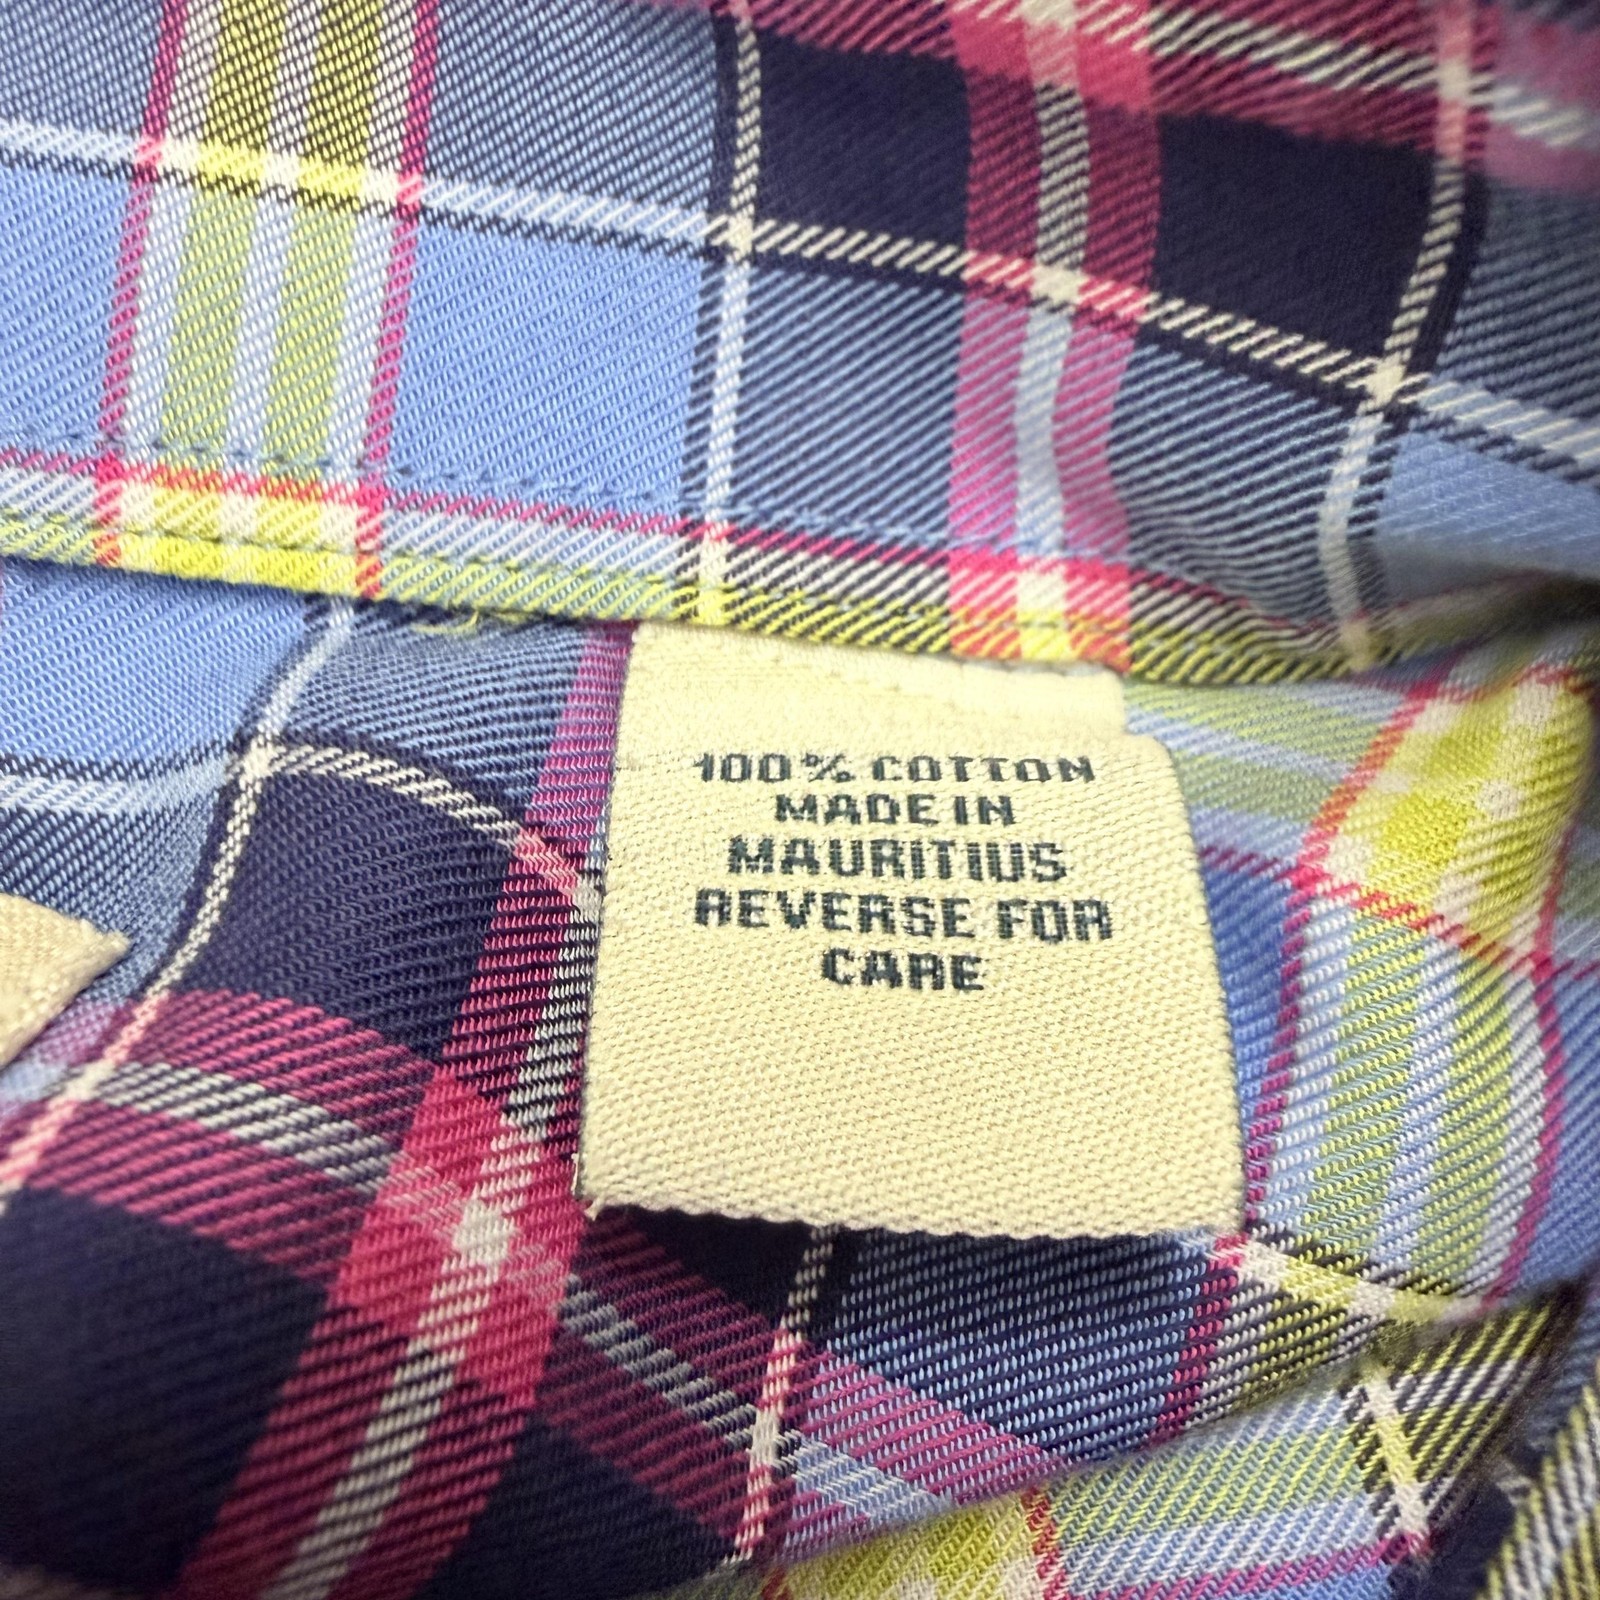 100% COTTON
MADE IN
MAURITIUS
REVERSE FOR
CARE